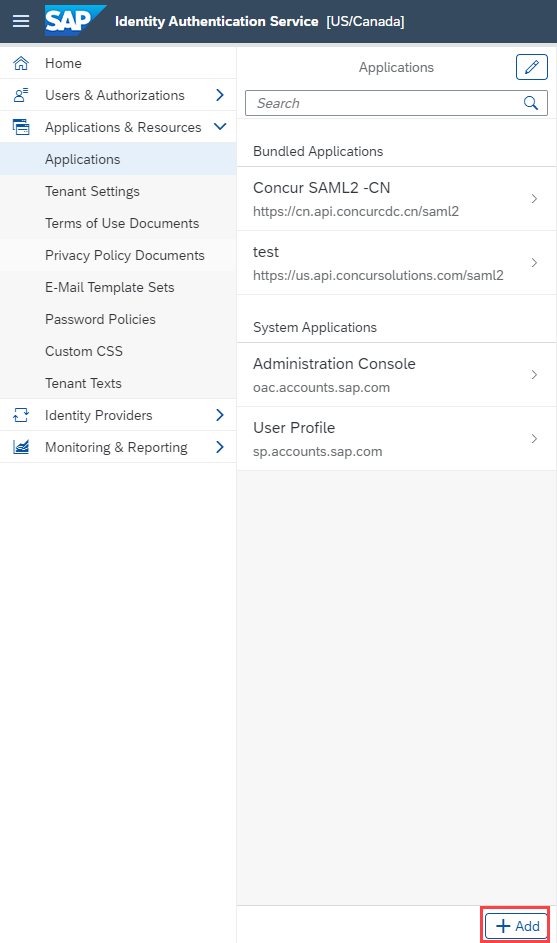 SAP Identity Authentication Service [US/Canada]
Home
Users & Authorizations
Applications & Resources
Applications
Tenant Settings
Terms of Use Documents
Privacy Policy Documents
E-Mail Template Sets
Password Policies
Custom CSS
Tenant Texts
Identity Providers
Monitoring & Reporting
Applications
Search
Bundled Applications
Concur SAML2 -CN
https://cn.api.concurcdc.cn/saml2
test
https://us.api.concursolutions.com/saml2
System Applications
Administration Console
oac.accounts.sap.com
User Profile
sp.accounts.sap.com
Add